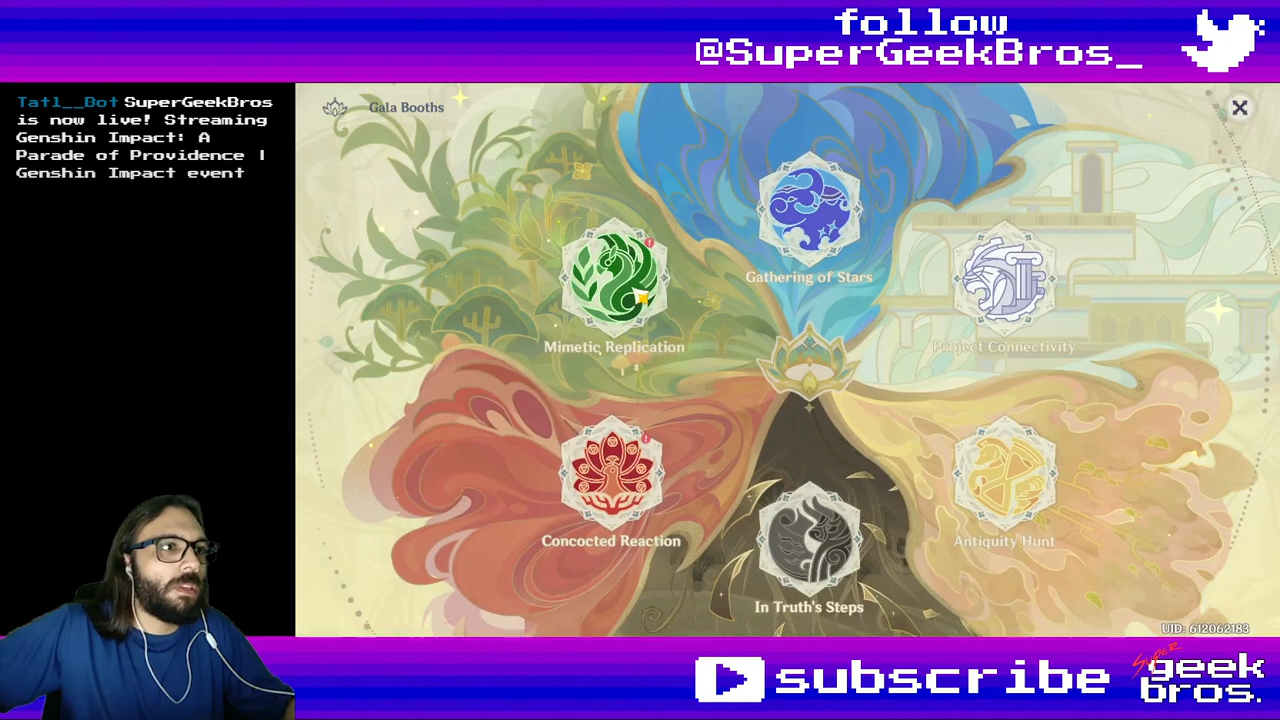 follow
@SuperGeekBros_
Tatl__Bot SuperGeekBros
is now live! Streaming
Genshin Impact: A
Parade of Providence |
Genshin Impact event
Gala Booths
Gathering of Stars
Mimetic Replication
Project Connectivity
Concocted Reaction
Antiquity Hunt
In Truth's Steps
UID: 612062183
subscribe
SUPER
geek
bros.